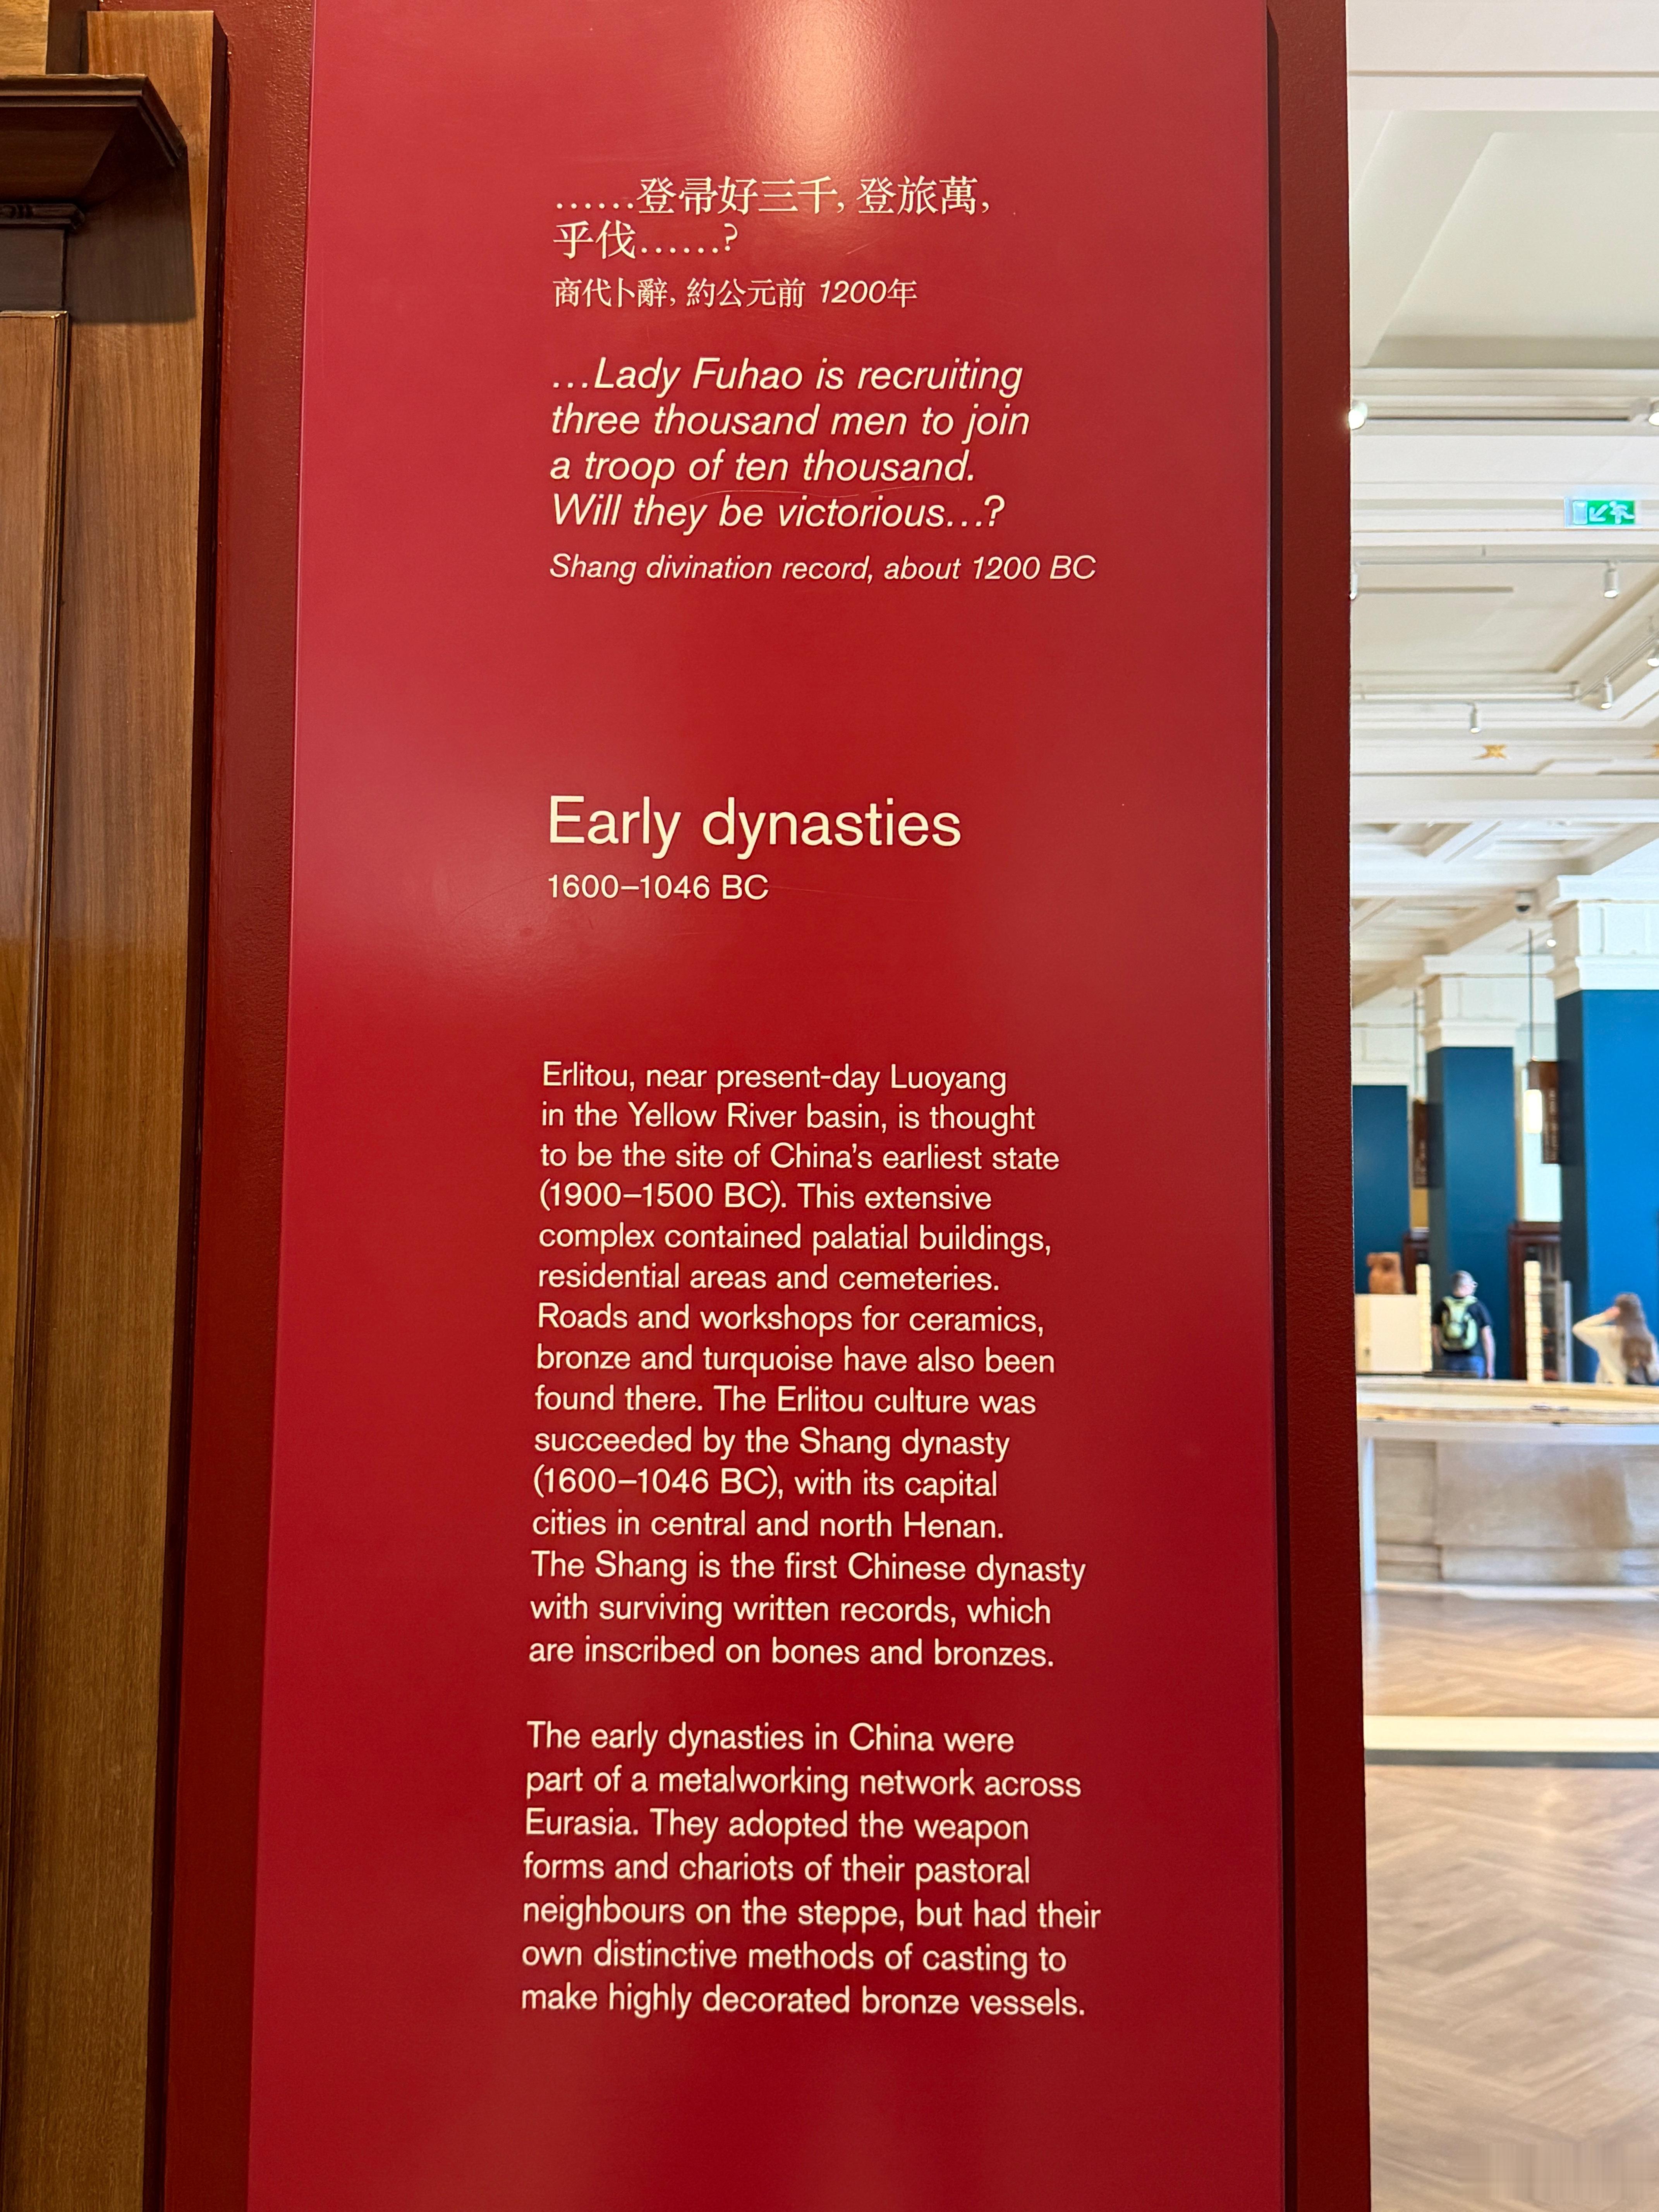 ……登帚好三千, 登旅萬,
乎伐……?
商代卜辭, 約公元前 1200年
…Lady Fuhao is recruiting
three thousand men to join
a troop of ten thousand.
Will they be victorious…?
Shang divination record, about 1200 BC
Early dynasties
1600–1046 BC
Erlitou, near present-day Luoyang
in the Yellow River basin, is thought
to be the site of China’s earliest state
(1900–1500 BC). This extensive
complex contained palatial buildings,
residential areas and cemeteries.
Roads and workshops for ceramics,
bronze and turquoise have also been
found there. The Erlitou culture was
succeeded by the Shang dynasty
(1600–1046 BC), with its capital
cities in central and north Henan.
The Shang is the first Chinese dynasty
with surviving written records, which
are inscribed on bones and bronzes.
The early dynasties in China were
part of a metalworking network across
Eurasia. They adopted the weapon
forms and chariots of their pastoral
neighbours on the steppe, but had their
own distinctive methods of casting to
make highly decorated bronze vessels.